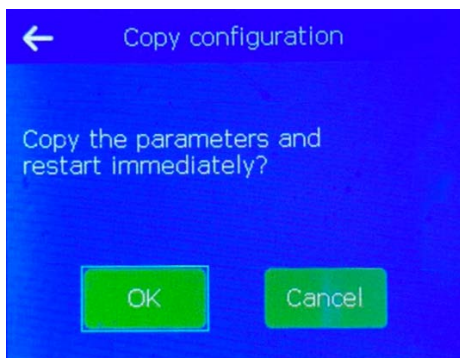 Copy configuration
Copy the parameters and
restart immediately?
OK
Cancel